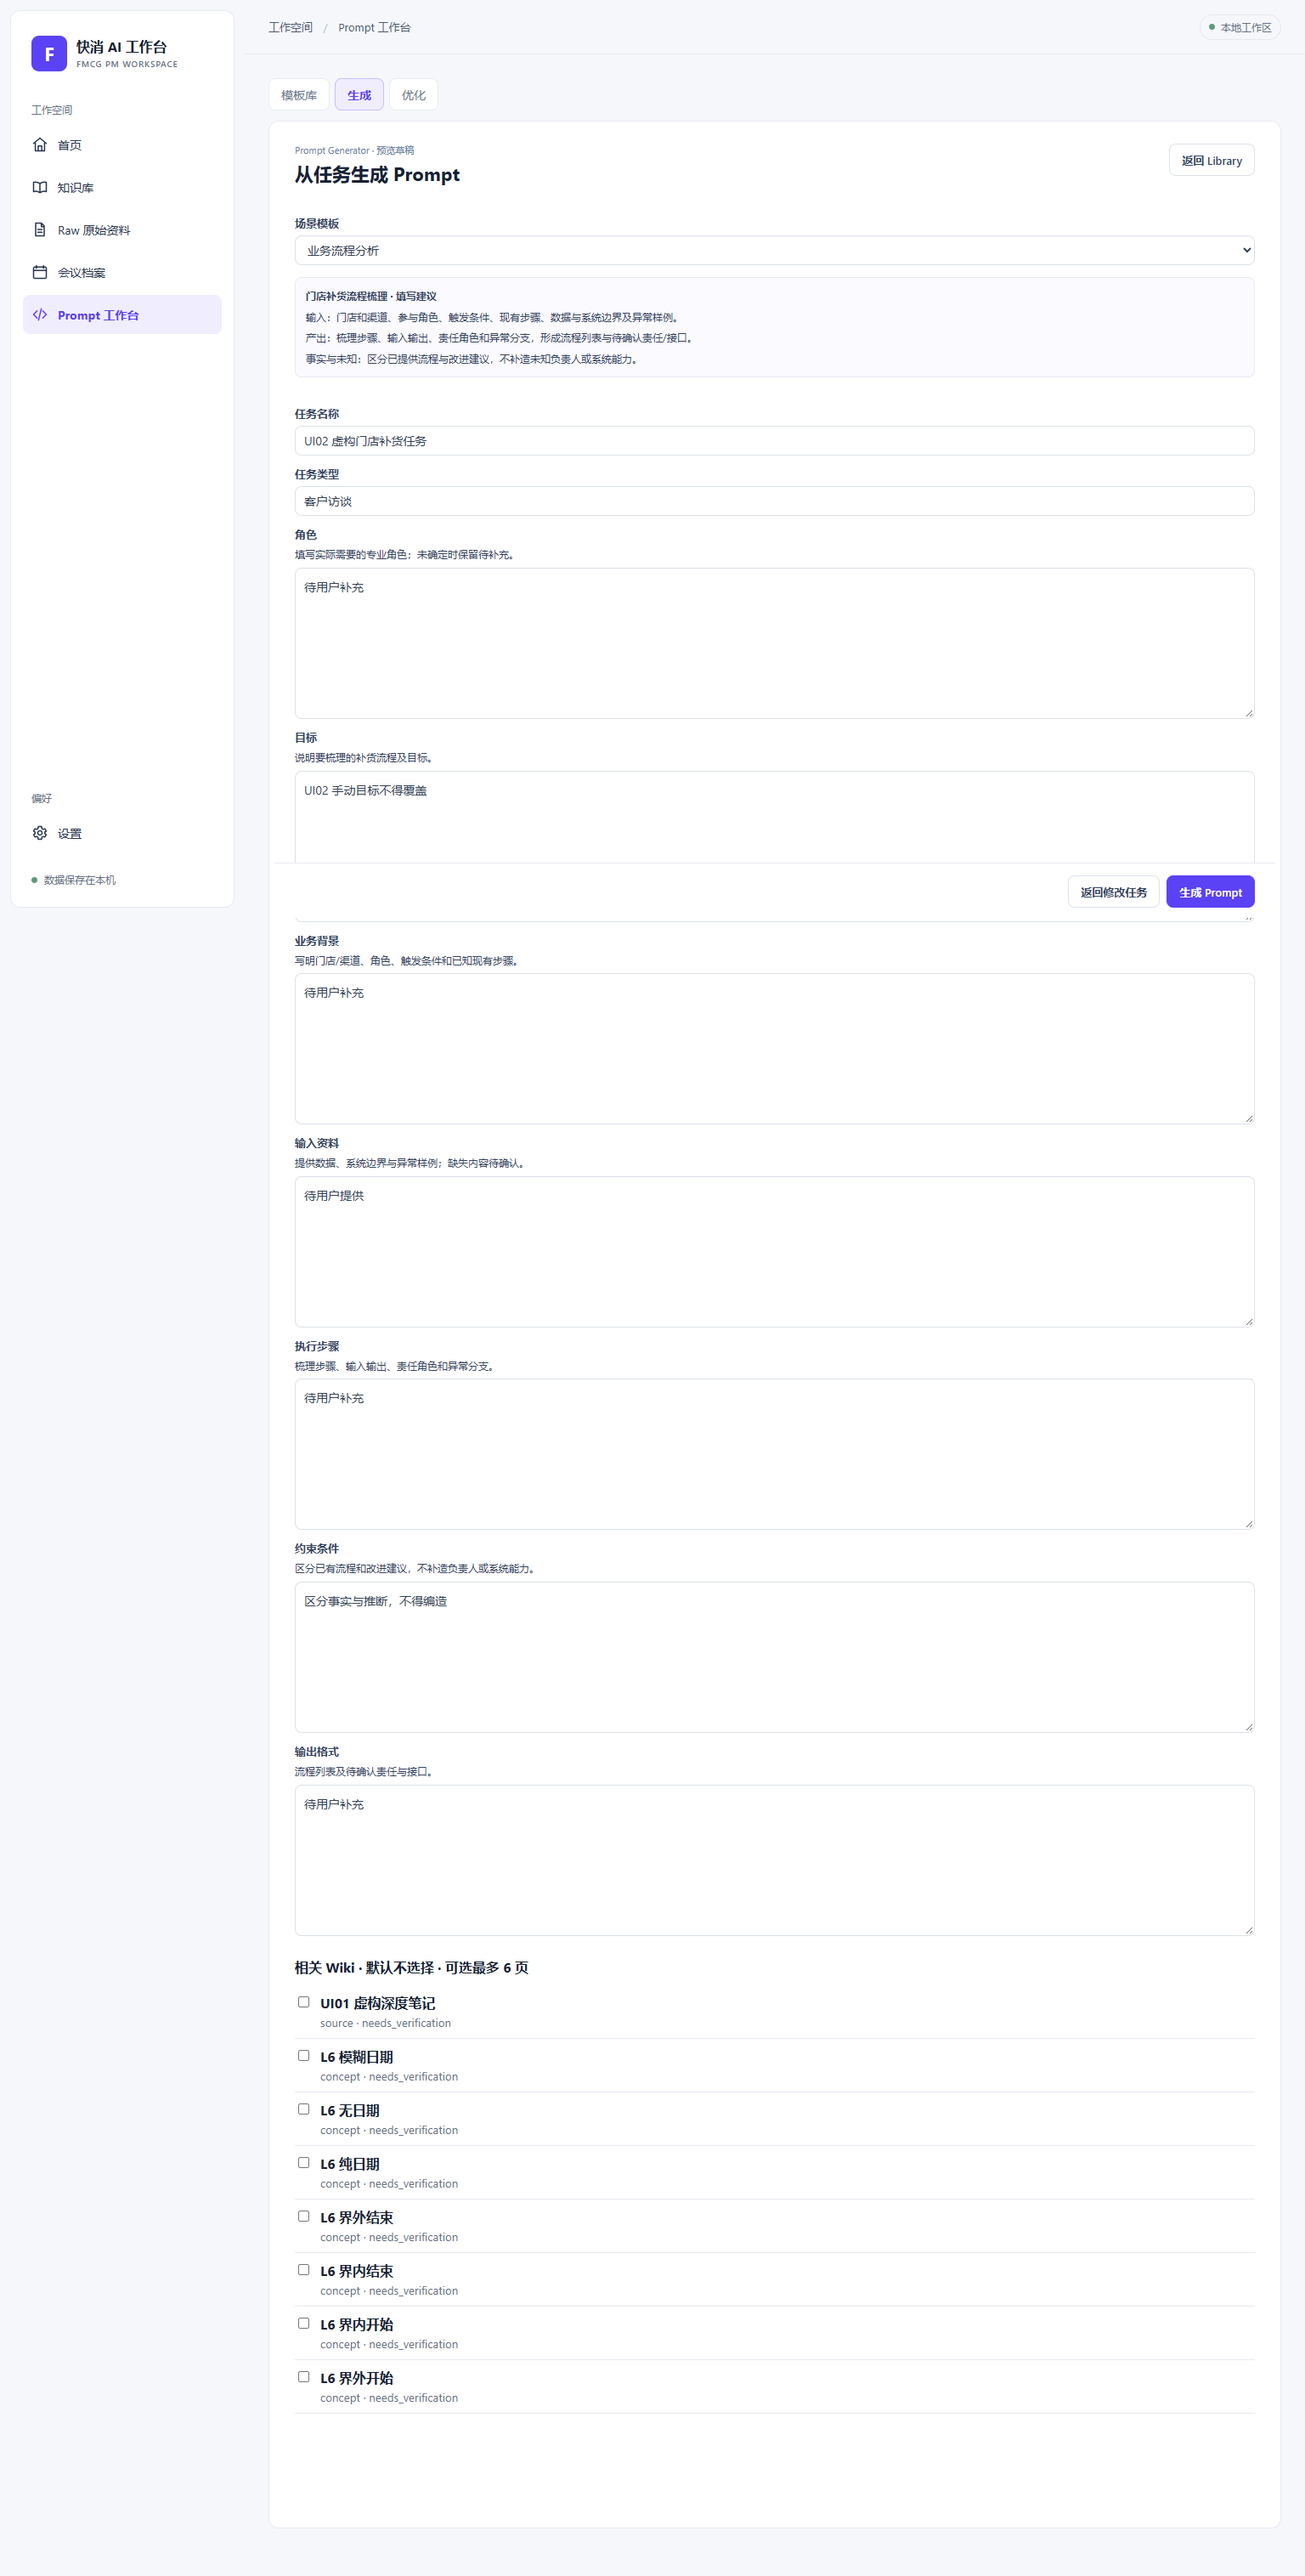 F
快消 AI 工作台
FMCG PM WORKSPACE
工作空间
首页
知识库
Raw 原始资料
会议档案
Prompt 工作台
偏好
设置
数据保存在本机
工作空间 / Prompt 工作台
本地工作区
模板库
生成
优化
Prompt Generator · 预览草稿
从任务生成 Prompt
返回 Library
场景模板
业务流程分析
门店补货流程梳理 · 填写建议
输入：门店和渠道、参与角色、触发条件、现有步骤、数据与系统边界及异常样例。
产出：梳理步骤、输入输出、责任角色和异常分支，形成流程列表与待确认责任/接口。
事实与未知：区分已提供流程与改进建议，不补造未知负责人或系统能力。
任务名称
UI02 虚构门店补货任务
任务类型
客户访谈
角色
填写实际需要的专业角色；未确定时保留待补充。
待用户补充
目标
说明要梳理的补货流程及目标。
UI02 手动目标不得覆盖
返回修改任务
生成 Prompt
业务背景
写明门店/渠道、角色、触发条件和已知现有步骤。
待用户补充
输入资料
提供数据、系统边界与异常样例；缺失内容待确认。
待用户提供
执行步骤
梳理步骤、输入输出、责任角色和异常分支。
待用户补充
约束条件
区分已有流程和改进建议，不补造负责人或系统能力。
区分事实与推断，不得编造
输出格式
流程列表及待确认责任与接口。
待用户补充
相关 Wiki · 默认不选择 · 可选最多 6 页
UI01 虚构深度笔记
source · needs_verification
L6 模糊日期
concept · needs_verification
L6 无日期
concept · needs_verification
L6 纯日期
concept · needs_verification
L6 界外结束
concept · needs_verification
L6 界内结束
concept · needs_verification
L6 界内开始
concept · needs_verification
L6 界外开始
concept · needs_verification